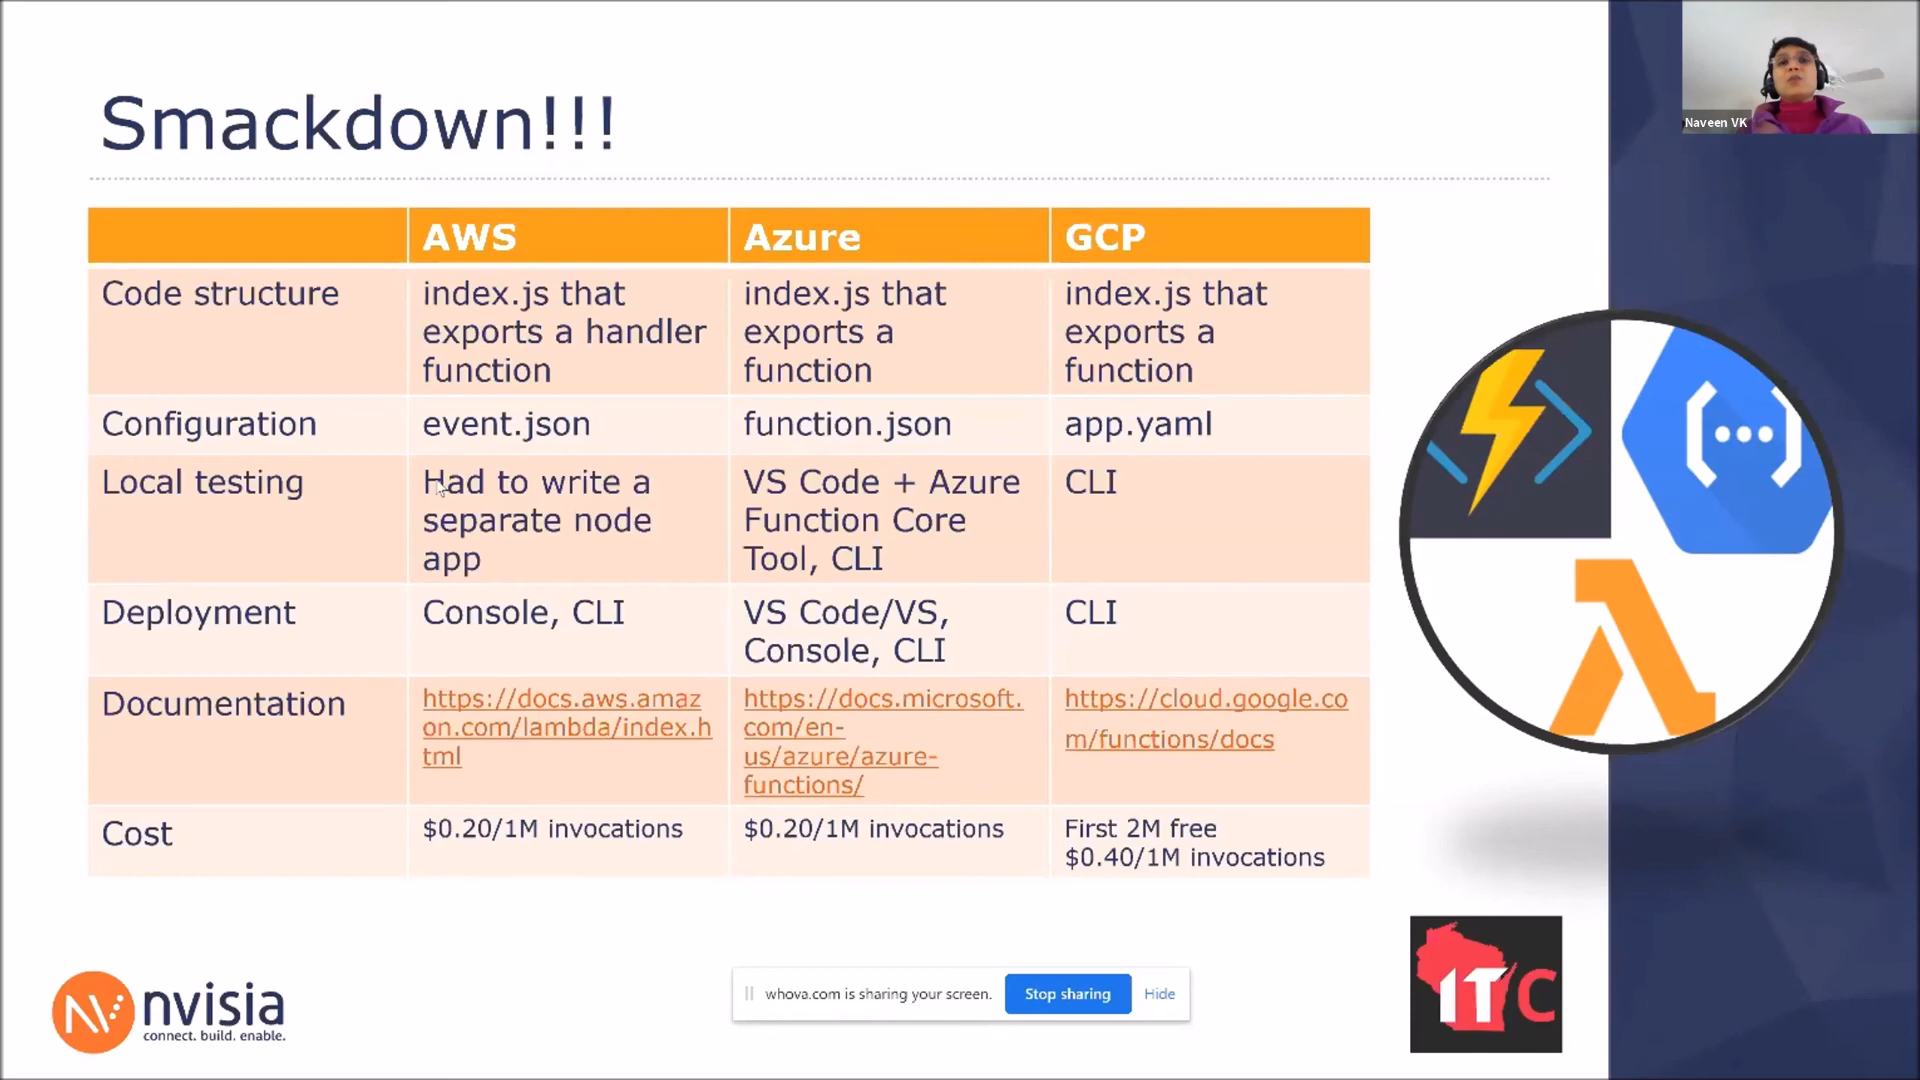 Smackdown!!!
Naveen VK
AWS
Azure
GCP
Code structure
index.js that
exports a handler
function
index.js that
exports a
function
index.js that
exports a
function
Configuration
event.json
function.json
app.yaml
Local testing
Had to write a
separate node
app
VS Code + Azure
Function Core
Tool, CLI
CLI
Deployment
Console, CLI
VS Code/VS,
Console, CLI
CLI
Documentation
https://docs.aws.amaz
on.com/lambda/index.h
tml
https://docs.microsoft.
com/en-
us/azure/azure-
functions/
https://cloud.google.co
m/functions/docs
Cost
$0.20/1M invocations
$0.20/1M invocations
First 2M free
$0.40/1M invocations
nvisia
connect. build. enable.
whova.com is sharing your screen.
Stop sharing
Hide
ITC